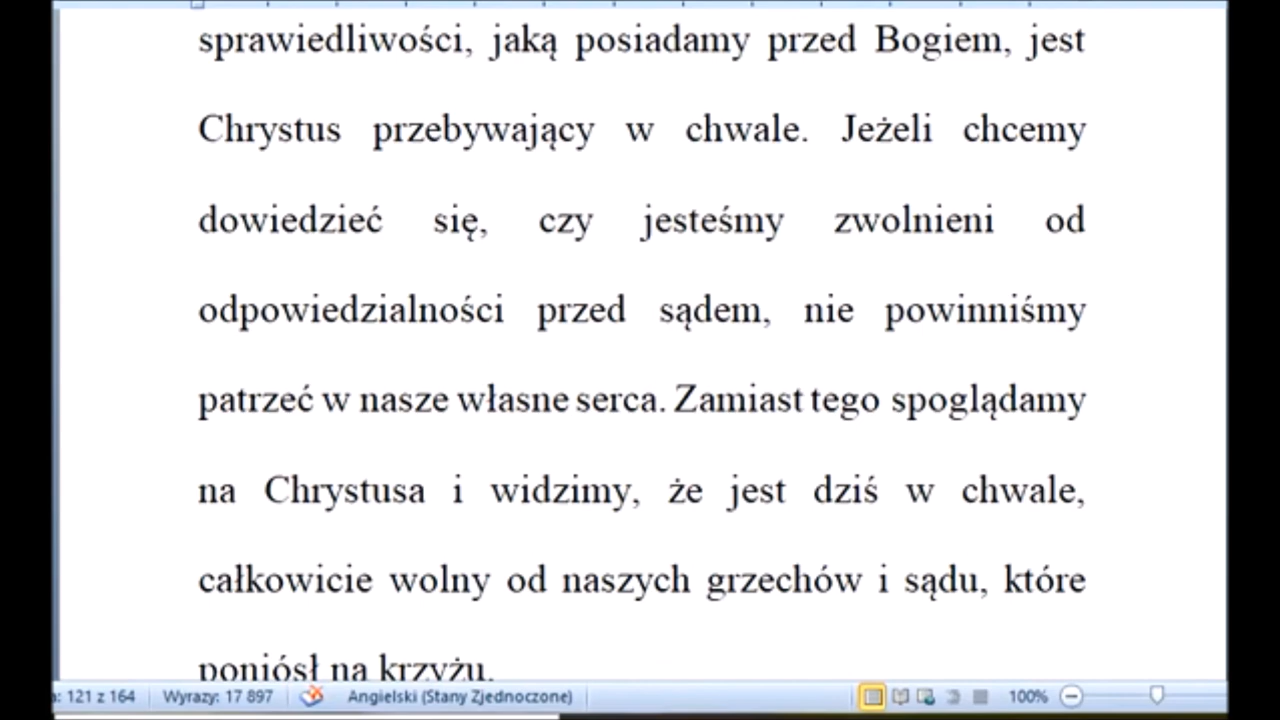 sprawiedliwości, jaką posiadamy przed Bogiem, jest
Chrystus przebywający w chwale. Jeżeli chcemy
dowiedzieć się, czy jesteśmy zwolnieni od
odpowiedzialności przed sądem, nie powinniśmy
patrzeć w nasze własne serca. Zamiast tego spoglądamy
na Chrystusa i widzimy, że jest dziś w chwale,
całkowicie wolny od naszych grzechów i sądu, które
poniósł na krzyżu.
: 121 z 164 Wyrazy: 17 897 Angielski (Stany Zjednoczone) 100%